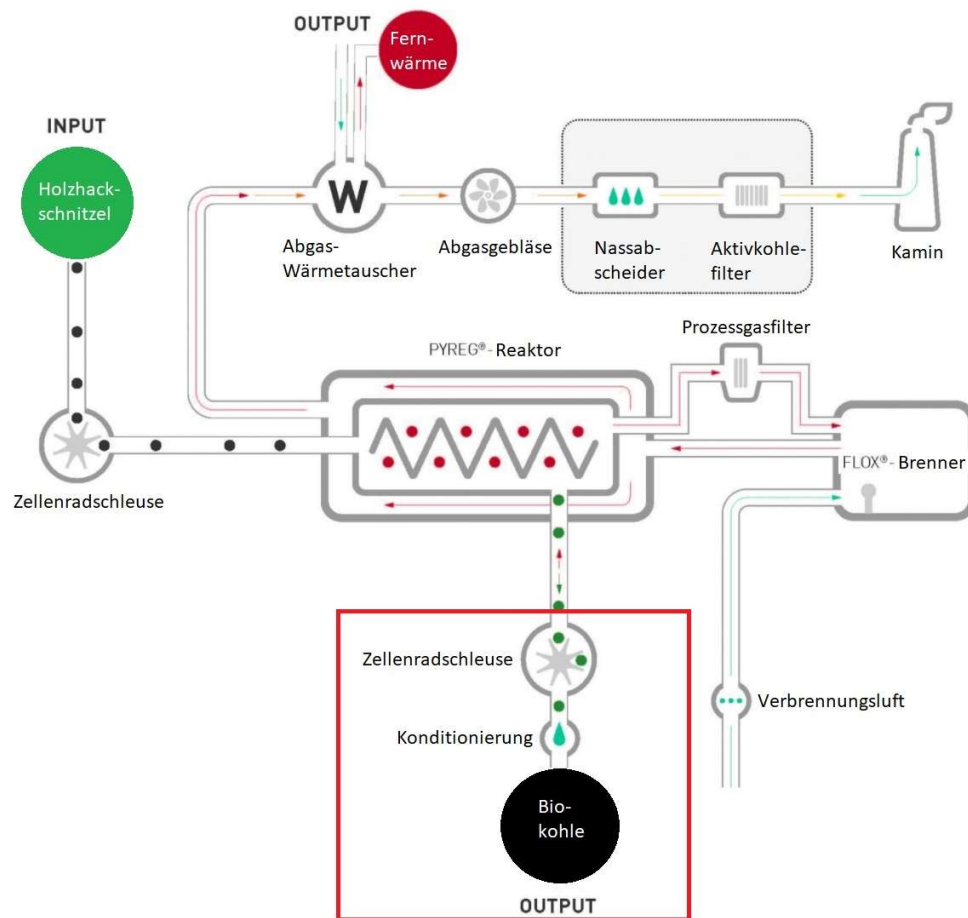 OUTPUT
Fern-
wärme
INPUT
Holzhack-
schnitzel
W
Abgas-
Wärmetauscher
Abgasgebläse
Nassab-
scheider
Aktivkohle-
filter
Kamin
Prozessgasfilter
PYREG®-Reaktor
FLOX®-Brenner
Zellenradschleuse
Zellenradschleuse
Verbrennungsluft
Konditionierung
Bio-
kohle
OUTPUT